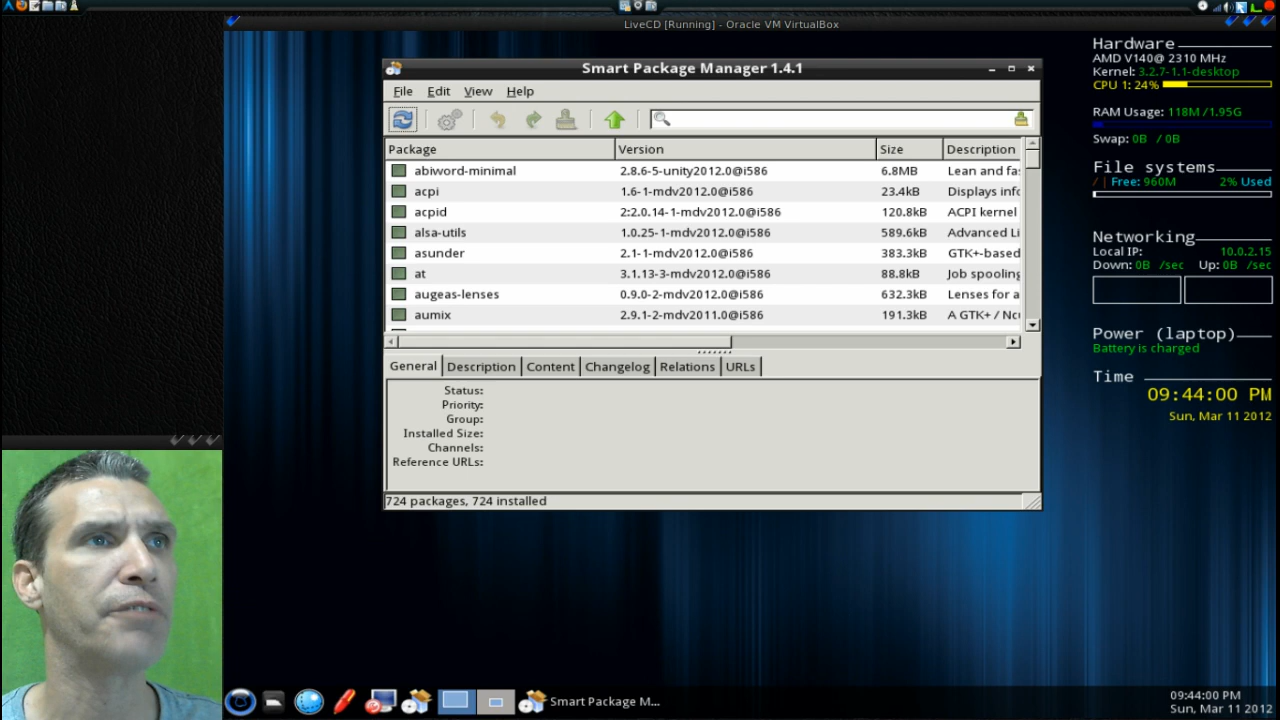 LiveCD [Running] - Oracle VM VirtualBox
Smart Package Manager 1.4.1
File Edit View Help
Package Version Size Description
abiword-minimal 2.8.6-5-unity2012.0@i586 6.8MB Lean and fas
acpi 1.6-1-mdv2012.0@i586 23.4kB Displays info
acpid 2:2.0.14-1-mdv2012.0@i586 120.8kB ACPI kernel
alsa-utils 1.0.25-1-mdv2012.0@i586 589.6kB Advanced Li
asunder 2.1-1-mdv2012.0@i586 383.3kB GTK+-based
at 3.1.13-3-mdv2012.0@i586 88.8kB Job spooling
augeas-lenses 0.9.0-2-mdv2012.0@i586 632.3kB Lenses for a
aumix 2.9.1-2-mdv2011.0@i586 191.3kB A GTK+ / Ncu
General Description Content Changelog Relations URLs
Status:
Priority:
Group:
Installed Size:
Channels:
Reference URLs:
724 packages, 724 installed
Hardware
AMD V140@ 2310 MHz
Kernel: 3.2.7-1.1-desktop
CPU 1: 24%
RAM Usage: 118M /1.95G
Swap: 0B / 0B
File systems
/ | Free: 960M 2% Used
Networking
Local IP: 10.0.2.15
Down: 0B /sec Up: 0B /sec
Power (laptop)
Battery is charged
Time
09:44:00 PM
Sun, Mar 11 2012
Smart Package M...
09:44:00 PM
Sun, Mar 11 2012